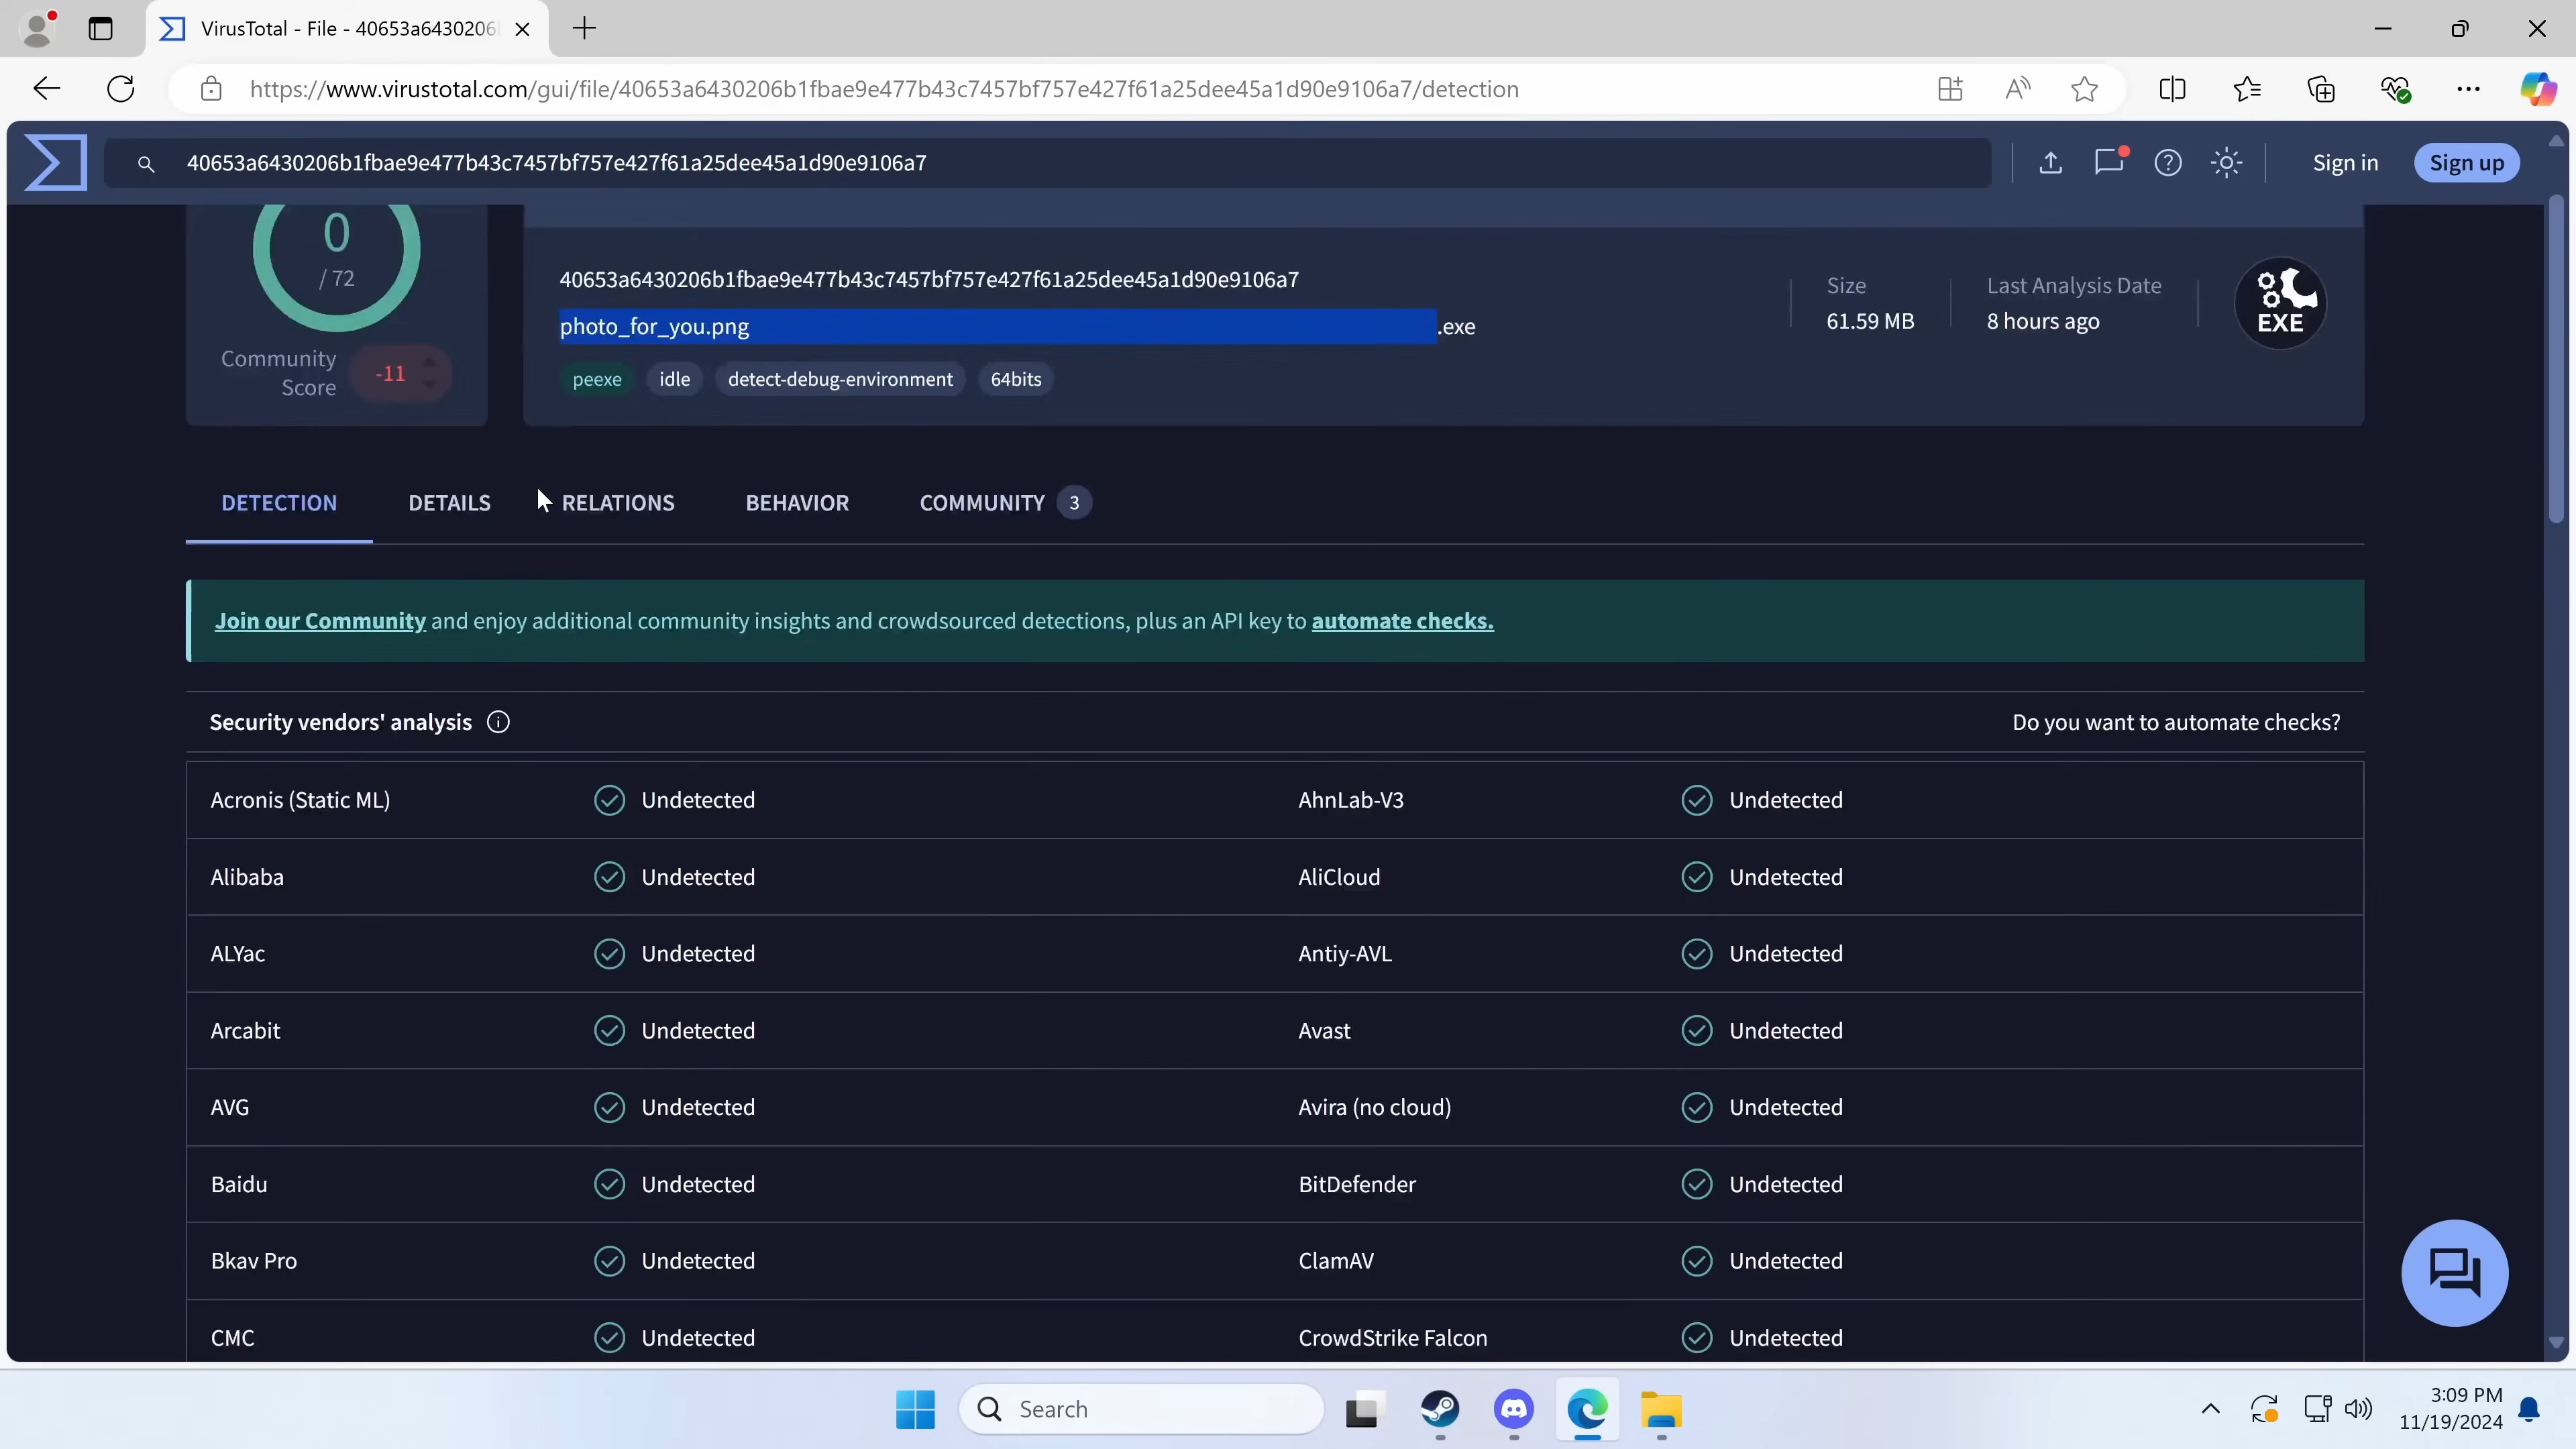 VirusTotal - File - 40653a6430206
https://www.virustotal.com/gui/file/40653a6430206b1fbae9e477b43c7457bf757e427f61a25dee45a1d90e9106a7/detection
40653a6430206b1fbae9e477b43c7457bf757e427f61a25dee45a1d90e9106a7
Sign in
Sign up
0
/ 72
Community
Score
-11
40653a6430206b1fbae9e477b43c7457bf757e427f61a25dee45a1d90e9106a7
photo_for_you.png .exe
peexe idle detect-debug-environment 64bits
Size
61.59 MB
Last Analysis Date
8 hours ago
EXE
DETECTION DETAILS RELATIONS BEHAVIOR COMMUNITY 3
Join our Community and enjoy additional community insights and crowdsourced detections, plus an API key to automate checks.
Security vendors' analysis Do you want to automate checks?
Acronis (Static ML) Undetected AhnLab-V3 Undetected
Alibaba Undetected AliCloud Undetected
ALYac Undetected Antiy-AVL Undetected
Arcabit Undetected Avast Undetected
AVG Undetected Avira (no cloud) Undetected
Baidu Undetected BitDefender Undetected
Bkav Pro Undetected ClamAV Undetected
CMC Undetected CrowdStrike Falcon Undetected
Search
3:09 PM
11/19/2024